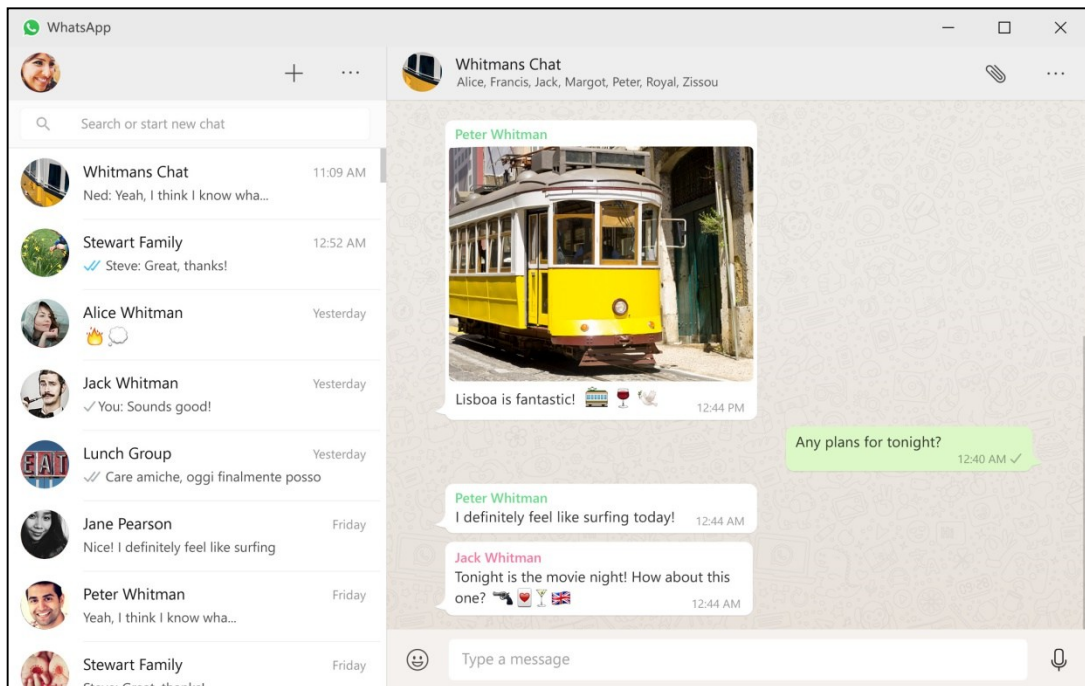 WhatsApp
Whitmans Chat
Alice, Francis, Jack, Margot, Peter, Royal, Zissou
Search or start new chat
Whitmans Chat 11:09 AM
Ned: Yeah, I think I know wha...
Stewart Family 12:52 AM
Steve: Great, thanks!
Alice Whitman Yesterday
Jack Whitman Yesterday
You: Sounds good!
EAT
Lunch Group Yesterday
Care amiche, oggi finalmente posso
Jane Pearson Friday
Nice! I definitely feel like surfing
Peter Whitman Friday
Yeah, I think I know wha...
Stewart Family Friday
Steve: Great, thanks!
Peter Whitman
Lisboa is fantastic! 12:44 PM
Any plans for tonight?
12:40 AM
Peter Whitman
I definitely feel like surfing today! 12:44 AM
Jack Whitman
Tonight is the movie night! How about this
one? 12:44 AM
Type a message